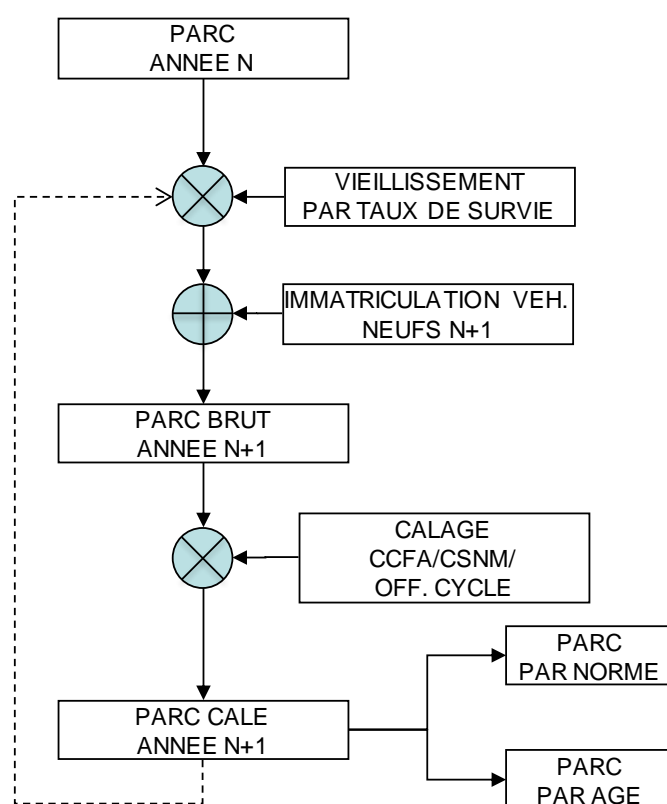 PARC
ANNEE N
VIEILLISSEMENT
PAR TAUX DE SURVIE
IMMATRICULATION VEH.
NEUFS N+1
PARC BRUT
ANNEE N+1
CALAGE
CCFA/CSNM/
OFF. CYCLE
PARC
PAR NORME
PARC CALE
ANNEE N+1
PARC
PAR AGE